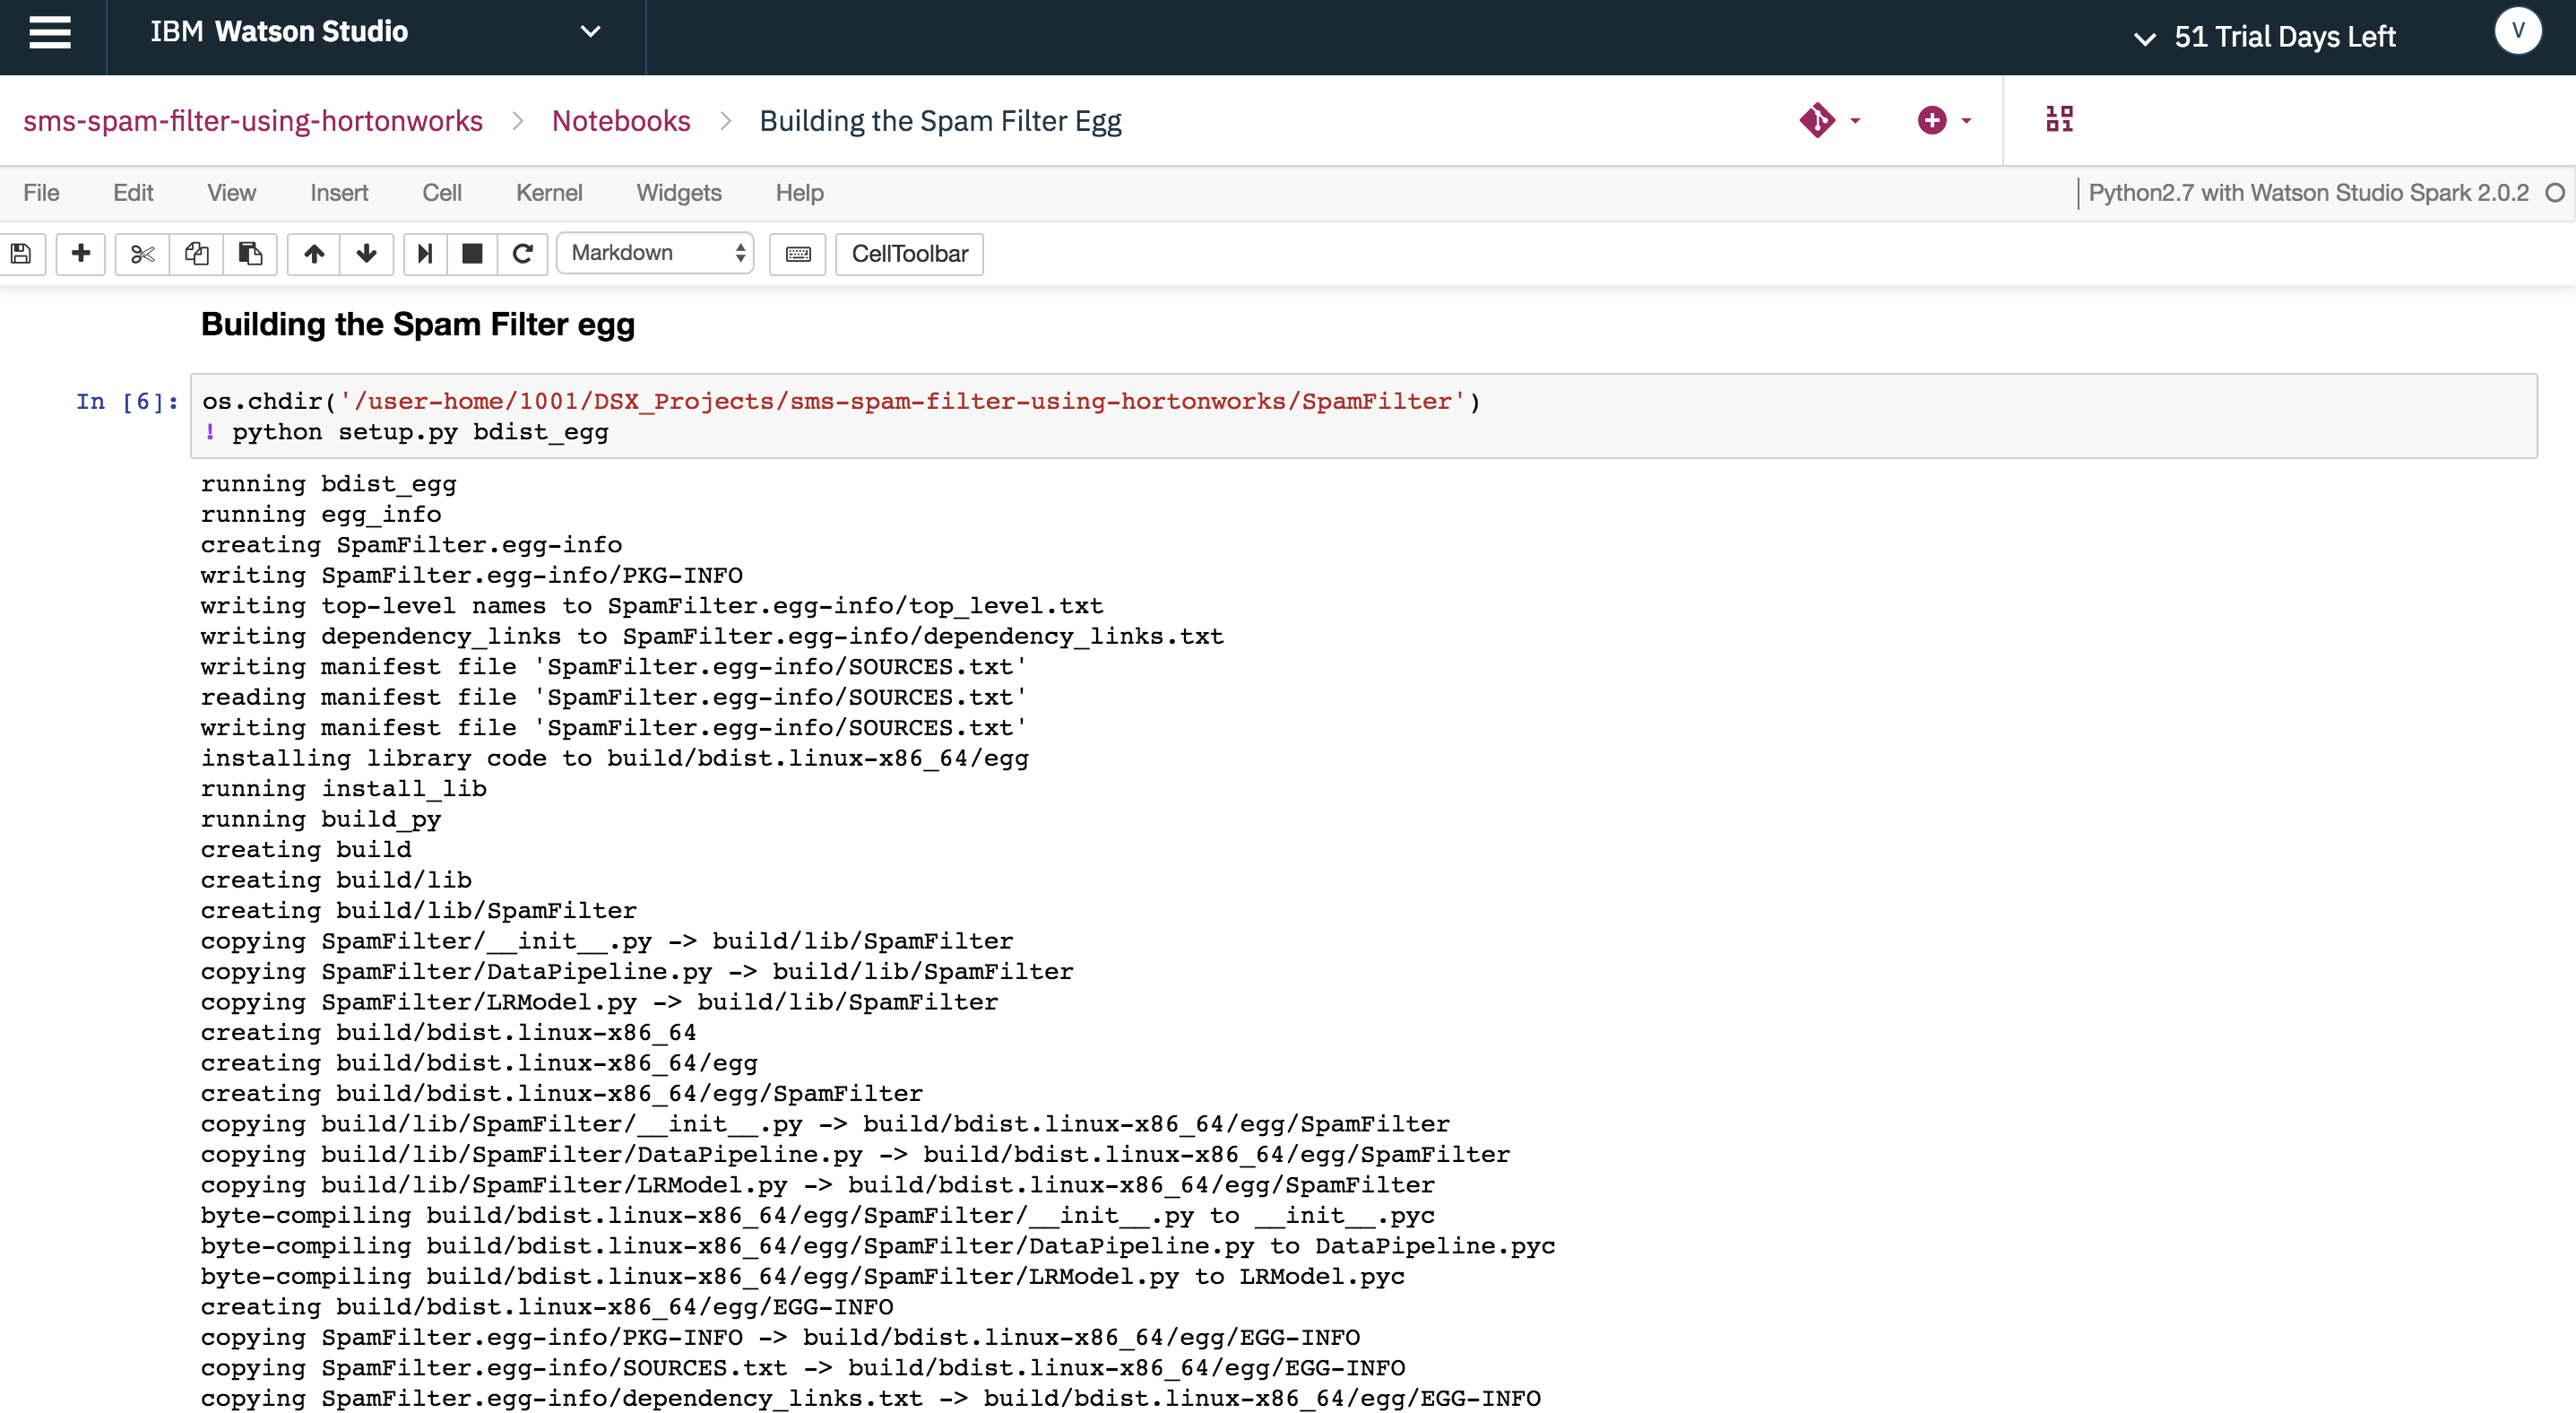 IBM Watson Studio
51 Trial Days Left
V
sms-spam-filter-using-hortonworks > Notebooks > Building the Spam Filter Egg
File Edit View Insert Cell Kernel Widgets Help
Python2.7 with Watson Studio Spark 2.0.2
Markdown
CellToolbar
Building the Spam Filter egg
In [6]: os.chdir('/user-home/1001/DSX_Projects/sms-spam-filter-using-hortonworks/SpamFilter')
! python setup.py bdist_egg
running bdist_egg
running egg_info
creating SpamFilter.egg-info
writing SpamFilter.egg-info/PKG-INFO
writing top-level names to SpamFilter.egg-info/top_level.txt
writing dependency_links to SpamFilter.egg-info/dependency_links.txt
writing manifest file 'SpamFilter.egg-info/SOURCES.txt'
reading manifest file 'SpamFilter.egg-info/SOURCES.txt'
writing manifest file 'SpamFilter.egg-info/SOURCES.txt'
installing library code to build/bdist.linux-x86_64/egg
running install_lib
running build_py
creating build
creating build/lib
creating build/lib/SpamFilter
copying SpamFilter/__init__.py -> build/lib/SpamFilter
copying SpamFilter/DataPipeline.py -> build/lib/SpamFilter
copying SpamFilter/LRModel.py -> build/lib/SpamFilter
creating build/bdist.linux-x86_64
creating build/bdist.linux-x86_64/egg
creating build/bdist.linux-x86_64/egg/SpamFilter
copying build/lib/SpamFilter/__init__.py -> build/bdist.linux-x86_64/egg/SpamFilter
copying build/lib/SpamFilter/DataPipeline.py -> build/bdist.linux-x86_64/egg/SpamFilter
copying build/lib/SpamFilter/LRModel.py -> build/bdist.linux-x86_64/egg/SpamFilter
byte-compiling build/bdist.linux-x86_64/egg/SpamFilter/__init__.py to __init__.pyc
byte-compiling build/bdist.linux-x86_64/egg/SpamFilter/DataPipeline.py to DataPipeline.pyc
byte-compiling build/bdist.linux-x86_64/egg/SpamFilter/LRModel.py to LRModel.pyc
creating build/bdist.linux-x86_64/egg/EGG-INFO
copying SpamFilter.egg-info/PKG-INFO -> build/bdist.linux-x86_64/egg/EGG-INFO
copying SpamFilter.egg-info/SOURCES.txt -> build/bdist.linux-x86_64/egg/EGG-INFO
copying SpamFilter.egg-info/dependency_links.txt -> build/bdist.linux-x86_64/egg/EGG-INFO